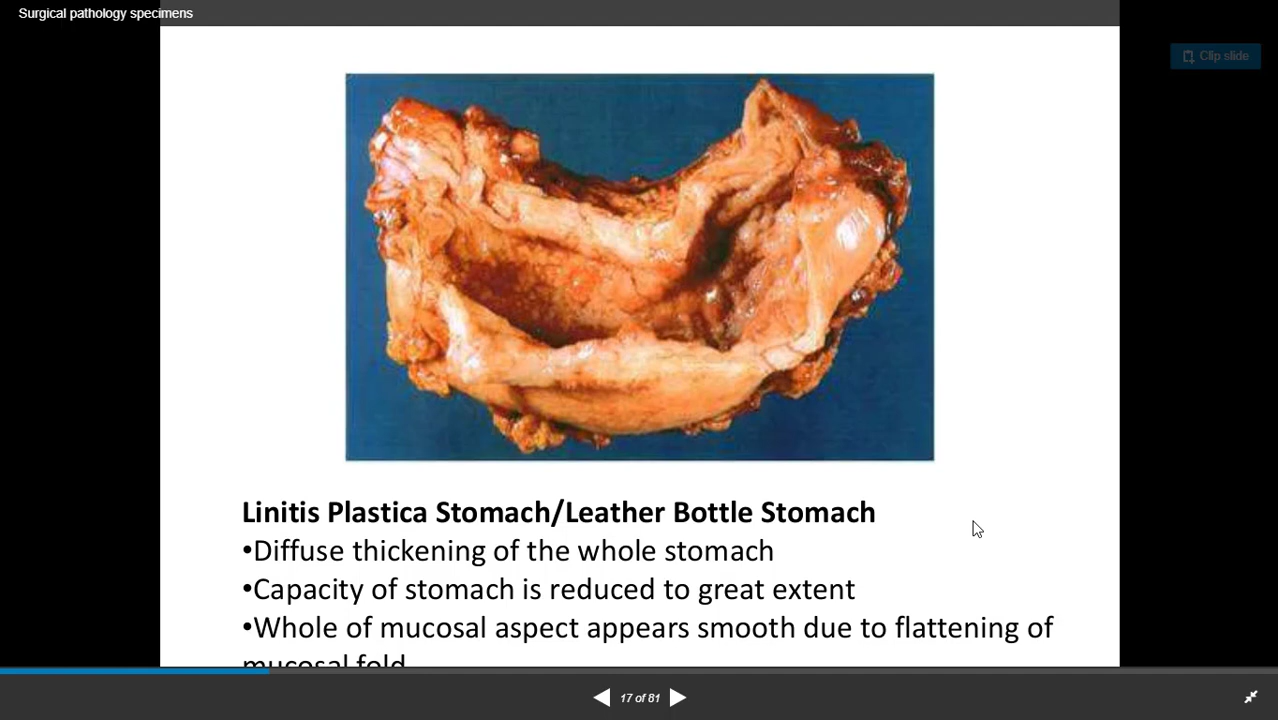 Surgical pathology specimens
Clip slide
Linitis Plastica Stomach/Leather Bottle Stomach
•Diffuse thickening of the whole stomach
•Capacity of stomach is reduced to great extent
•Whole of mucosal aspect appears smooth due to flattening of
mucosal fold
17 of 81